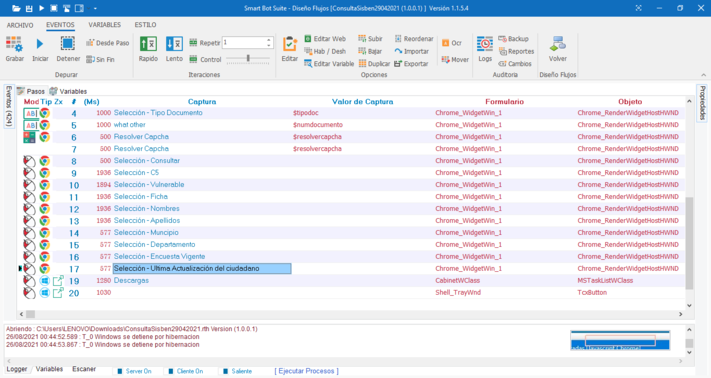 Smart Bot Suite - Diseño Flujos [ConsultaSisben29042021 (1.0.0.1) ] Versión 1.1.5.4
ARCHIVO EVENTOS VARIABLES ESTILO
Grabar Iniciar Detener Desde Paso Sin Fin
Rapido Lento Repetir 1 Control
Editar Editar Web Hab / Desh Editar Variable Subir Bajar Duplicar Reordenar Importar Exportar Ocr Mover
Logs Backup Reportes Cambios Volver
Depurar Iteraciones Opciones Auditoria Diseño Flujos
Eventos (424)
Propiedades
Pasos Variables
Mod Tip Zx # (Ms) Captura Valor de Captura Formulario Objeto
4 1000 Selección - Tipo Documento $tipodoc Chrome_WidgetWin_1 Chrome_RenderWidgetHostHWND
5 1000 what other $numdocumento Chrome_WidgetWin_1 Chrome_RenderWidgetHostHWND
6 500 Resolver Capcha $resolvercapcha Chrome_WidgetWin_1 Chrome_RenderWidgetHostHWND
7 500 Resolver Capcha $resolvercapcha Chrome_WidgetWin_1 Chrome_RenderWidgetHostHWND
8 500 Selección - Consultar Chrome_WidgetWin_1 Chrome_RenderWidgetHostHWND
9 1936 Selección - C5 Chrome_WidgetWin_1 Chrome_RenderWidgetHostHWND
10 1894 Selección - Vulnerable Chrome_WidgetWin_1 Chrome_RenderWidgetHostHWND
11 1936 Selección - Ficha Chrome_WidgetWin_1 Chrome_RenderWidgetHostHWND
12 1936 Selección - Nombres Chrome_WidgetWin_1 Chrome_RenderWidgetHostHWND
13 1936 Selección - Apellidos Chrome_WidgetWin_1 Chrome_RenderWidgetHostHWND
14 577 Selección - Muncipio Chrome_WidgetWin_1 Chrome_RenderWidgetHostHWND
15 577 Selección - Departamento Chrome_WidgetWin_1 Chrome_RenderWidgetHostHWND
16 577 Selección - Encuesta Vigente Chrome_WidgetWin_1 Chrome_RenderWidgetHostHWND
17 577 Selección - Ultima Actualización del ciudadano Chrome_WidgetWin_1 Chrome_RenderWidgetHostHWND
19 1280 Descargas CabinetWClass MSTaskListWClass
20 1030 Shell_TrayWnd TcxButton
Abriendo : C:\Users\LENOVO\Downloads\ConsultaSisben29042021.rfh Version (1.0.0.1)
26/08/2021 00:44:52.589 : T_0 Windows se detiene por hibernacion
26/08/2021 00:44:53.867 : T_0 Windows se detiene por hibernacion
Logger Variables Escaner Server On Cliente On Saliente [ Ejecutar Procesos ]